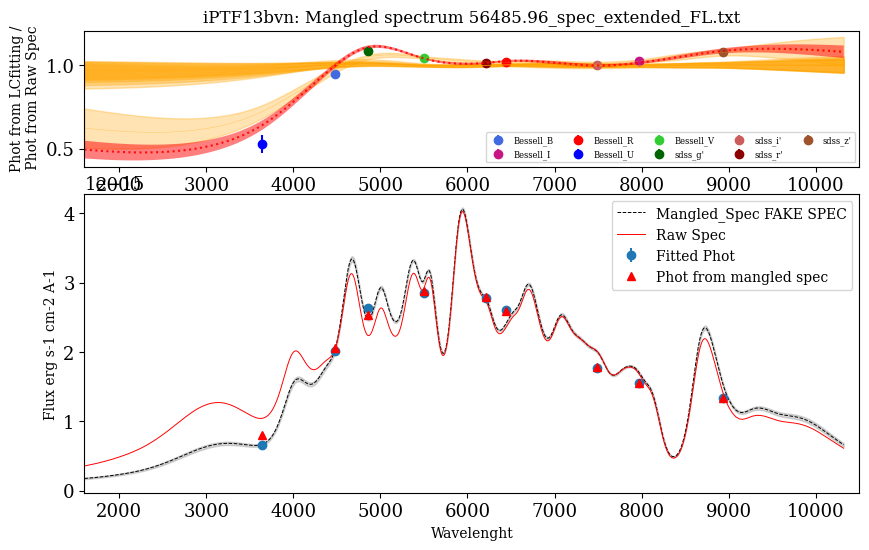 iPTF13bvn: Mangled spectrum 56485.96_spec_extended_FL.txt
Phot from LCfitting /
Phot from Raw Spec
1.0
0.5
Bessell_B
Bessell_I
Bessell_R
Bessell_U
Bessell_V
sdss_g'
sdss_i'
sdss_r'
sdss_z'
2000 3000 4000 5000 6000 7000 8000 9000 10000
1e−15
Flux erg s-1 cm-2 A-1
4
3
2
1
0
Mangled_Spec FAKE SPEC
Raw Spec
Fitted Phot
Phot from mangled spec
2000 3000 4000 5000 6000 7000 8000 9000 10000
Wavelenght